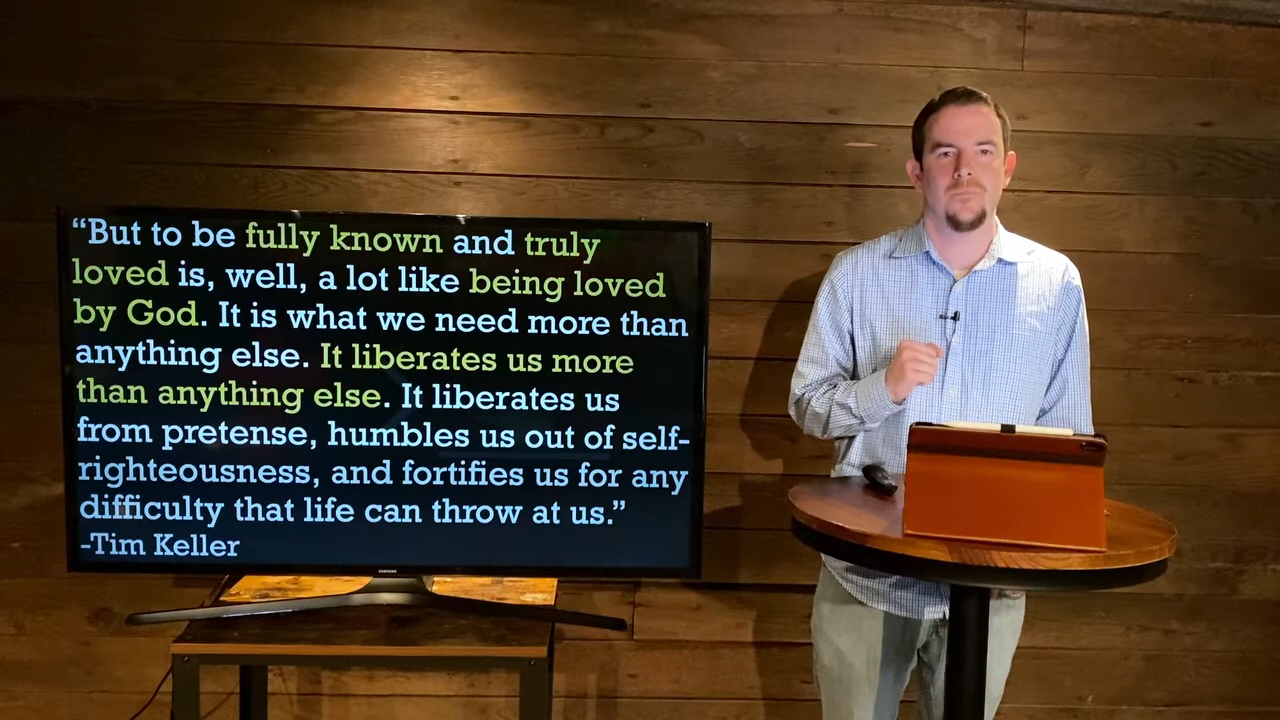 “But to be fully known and truly
loved is, well, a lot like being loved
by God. It is what we need more than
anything else. It liberates us more
than anything else. It liberates us
from pretense, humbles us out of self-
righteousness, and fortifies us for any
difficulty that life can throw at us.”
-Tim Keller
SAMSUNG